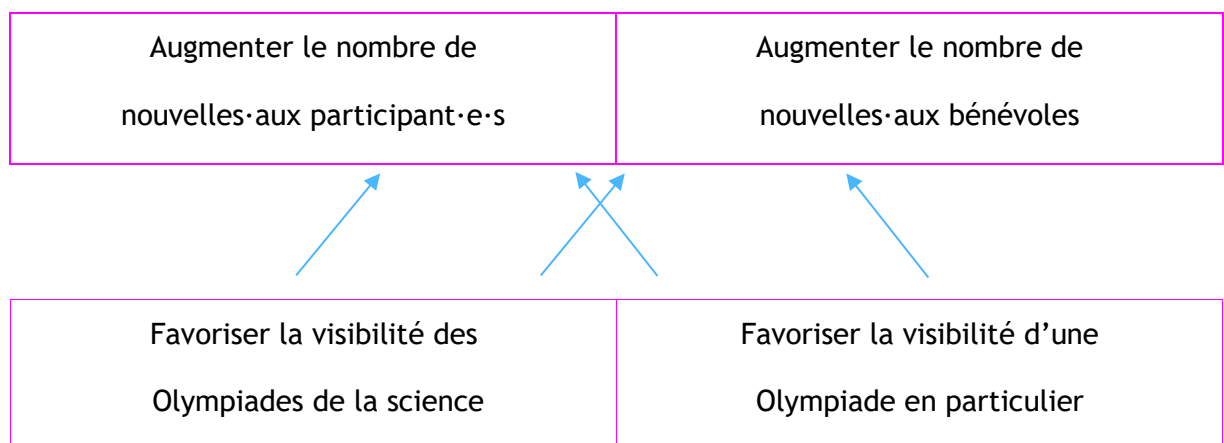 Augmenter le nombre de
nouvelles·aux participant·e·s
Augmenter le nombre de
nouvelles·aux bénévoles
Favoriser la visibilité des
Olympiades de la science
Favoriser la visibilité d’une
Olympiade en particulier